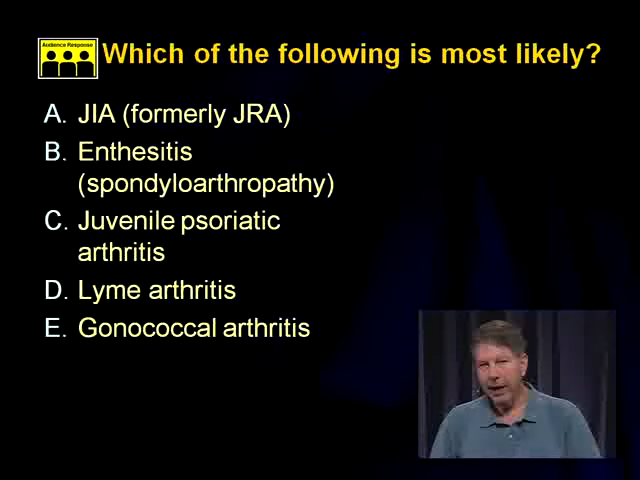 Audience Response
Which of the following is most likely?
A. JIA (formerly JRA)
B. Enthesitis
(spondyloarthropathy)
C. Juvenile psoriatic
arthritis
D. Lyme arthritis
E. Gonococcal arthritis